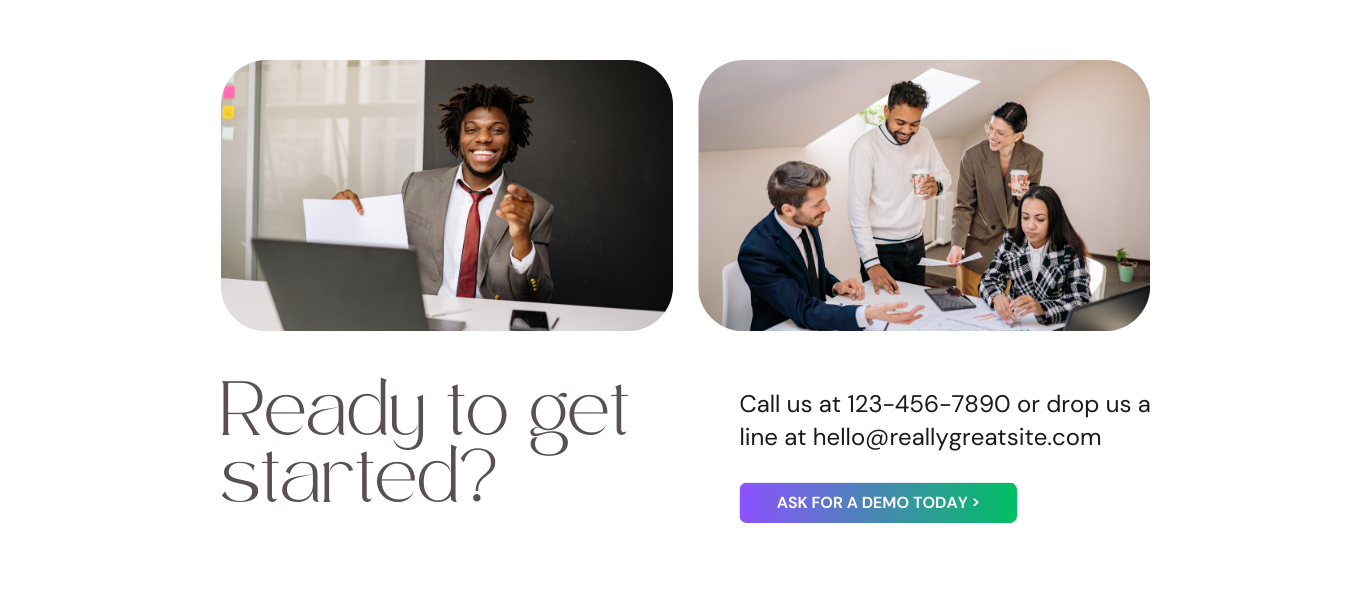 Ready to get
started?
Call us at 123-456-7890 or drop us a
line at hello@reallygreatsite.com
ASK FOR A DEMO TODAY >